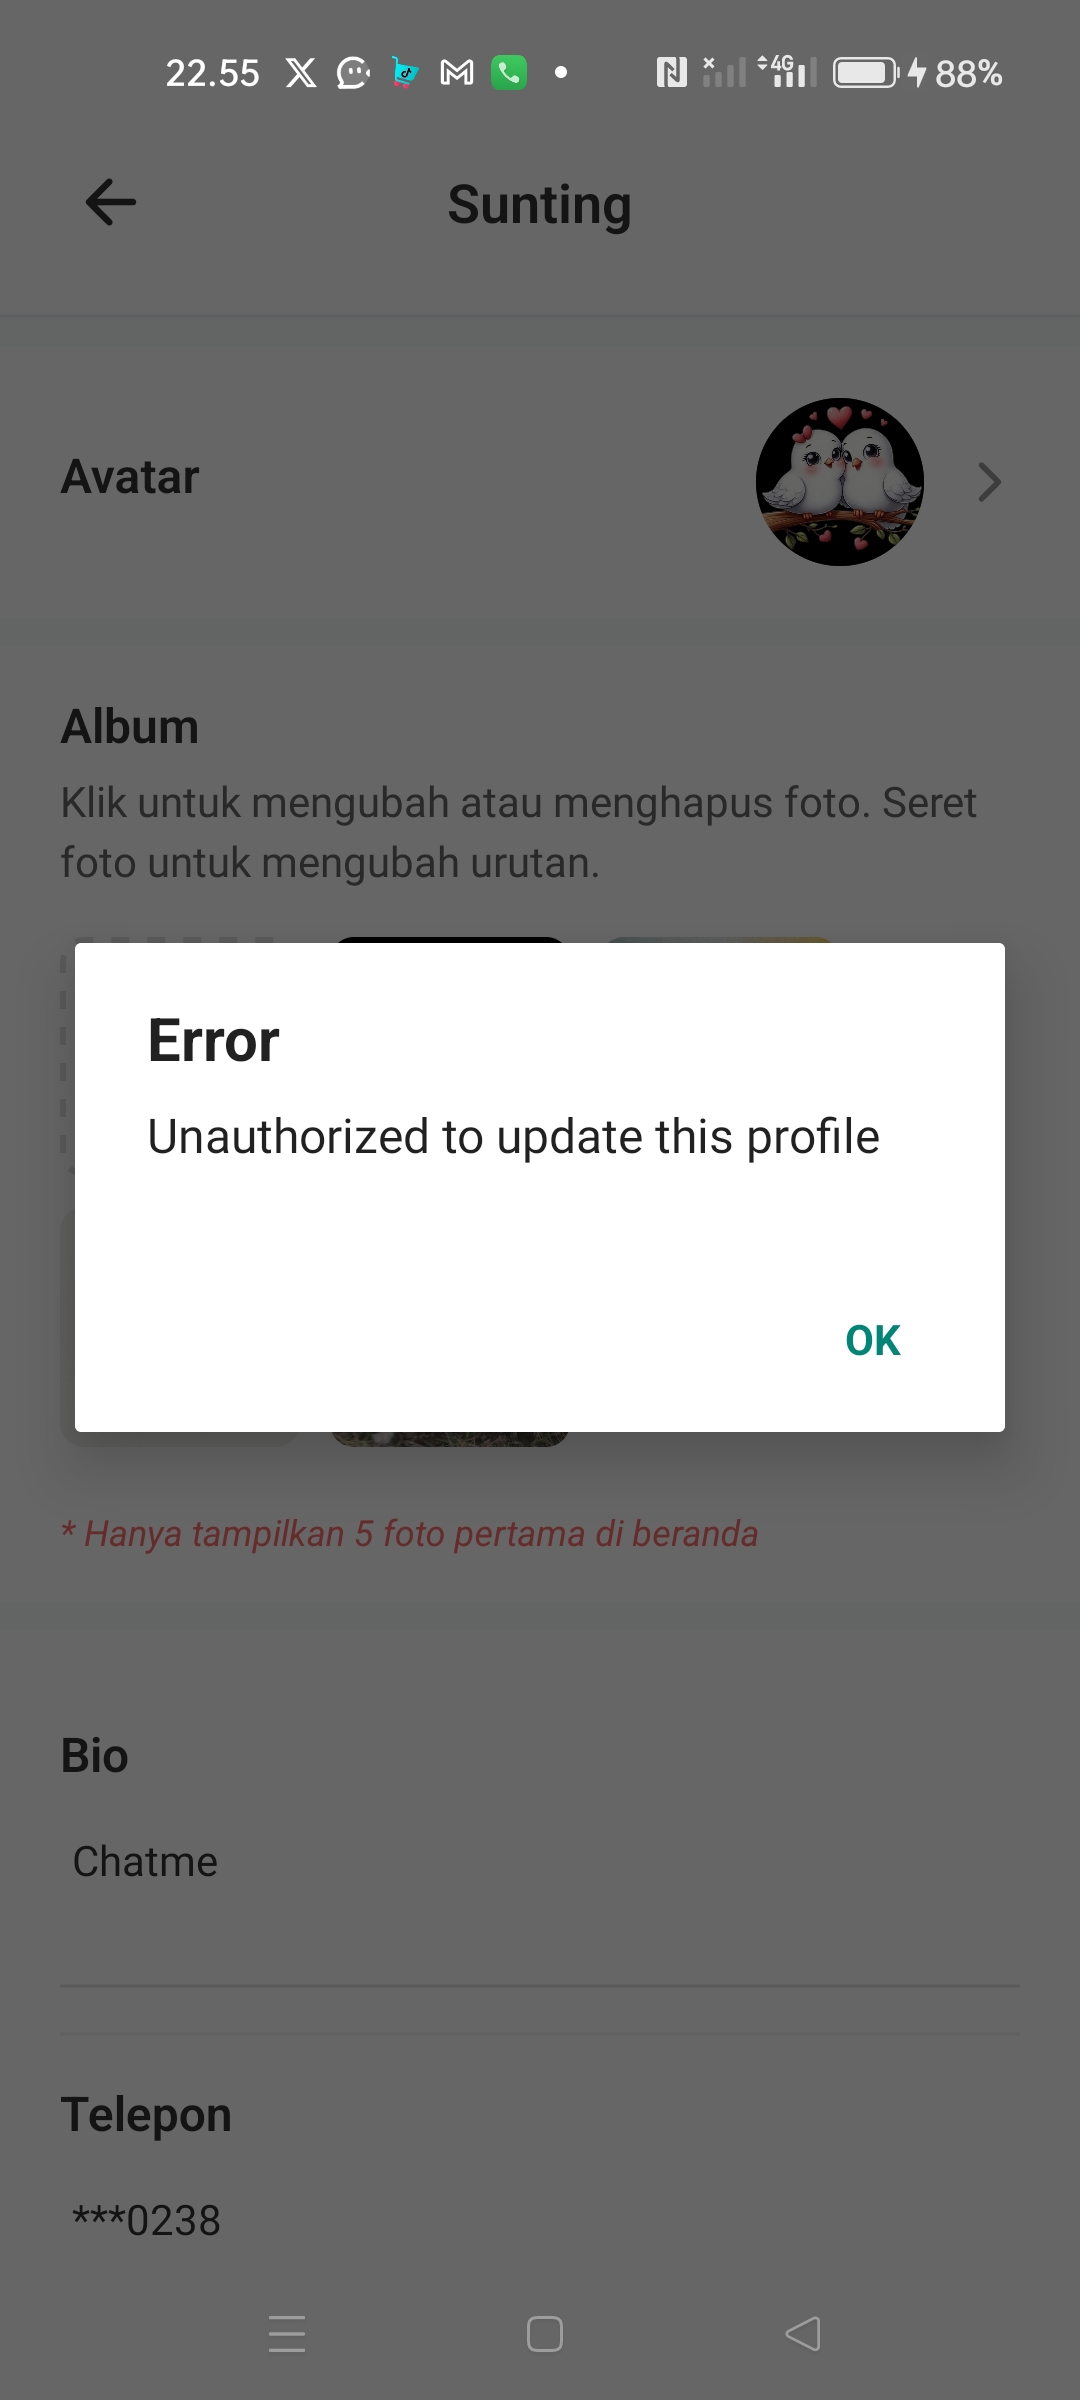 22.55
4G
88%
Sunting
Avatar
Album
Klik untuk mengubah atau menghapus foto. Seret
foto untuk mengubah urutan.
Error
Unauthorized to update this profile
OK
* Hanya tampilkan 5 foto pertama di beranda
Bio
Chatme
Telepon
***0238